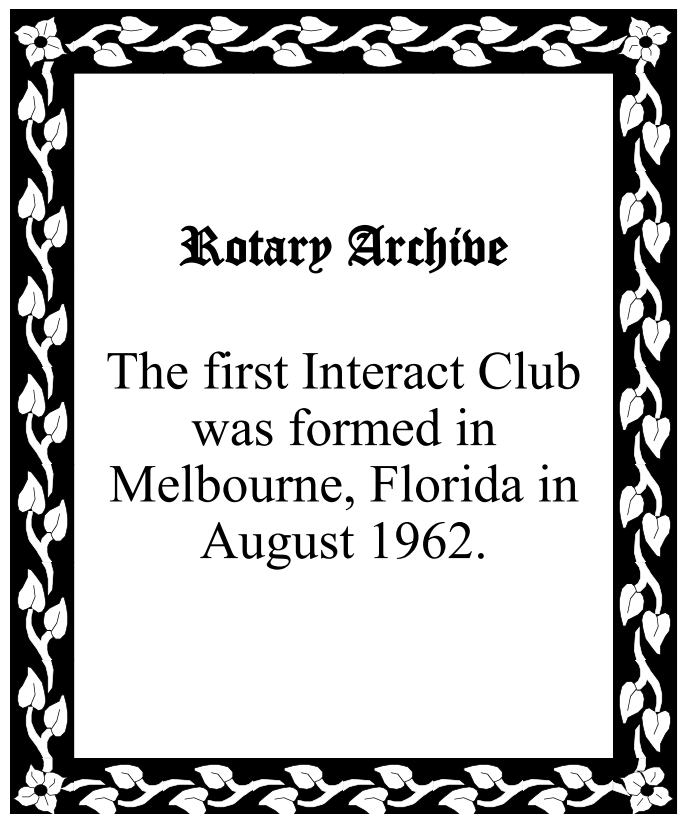 Rotary Archive
The first Interact Club
was formed in
Melbourne, Florida in
August 1962.